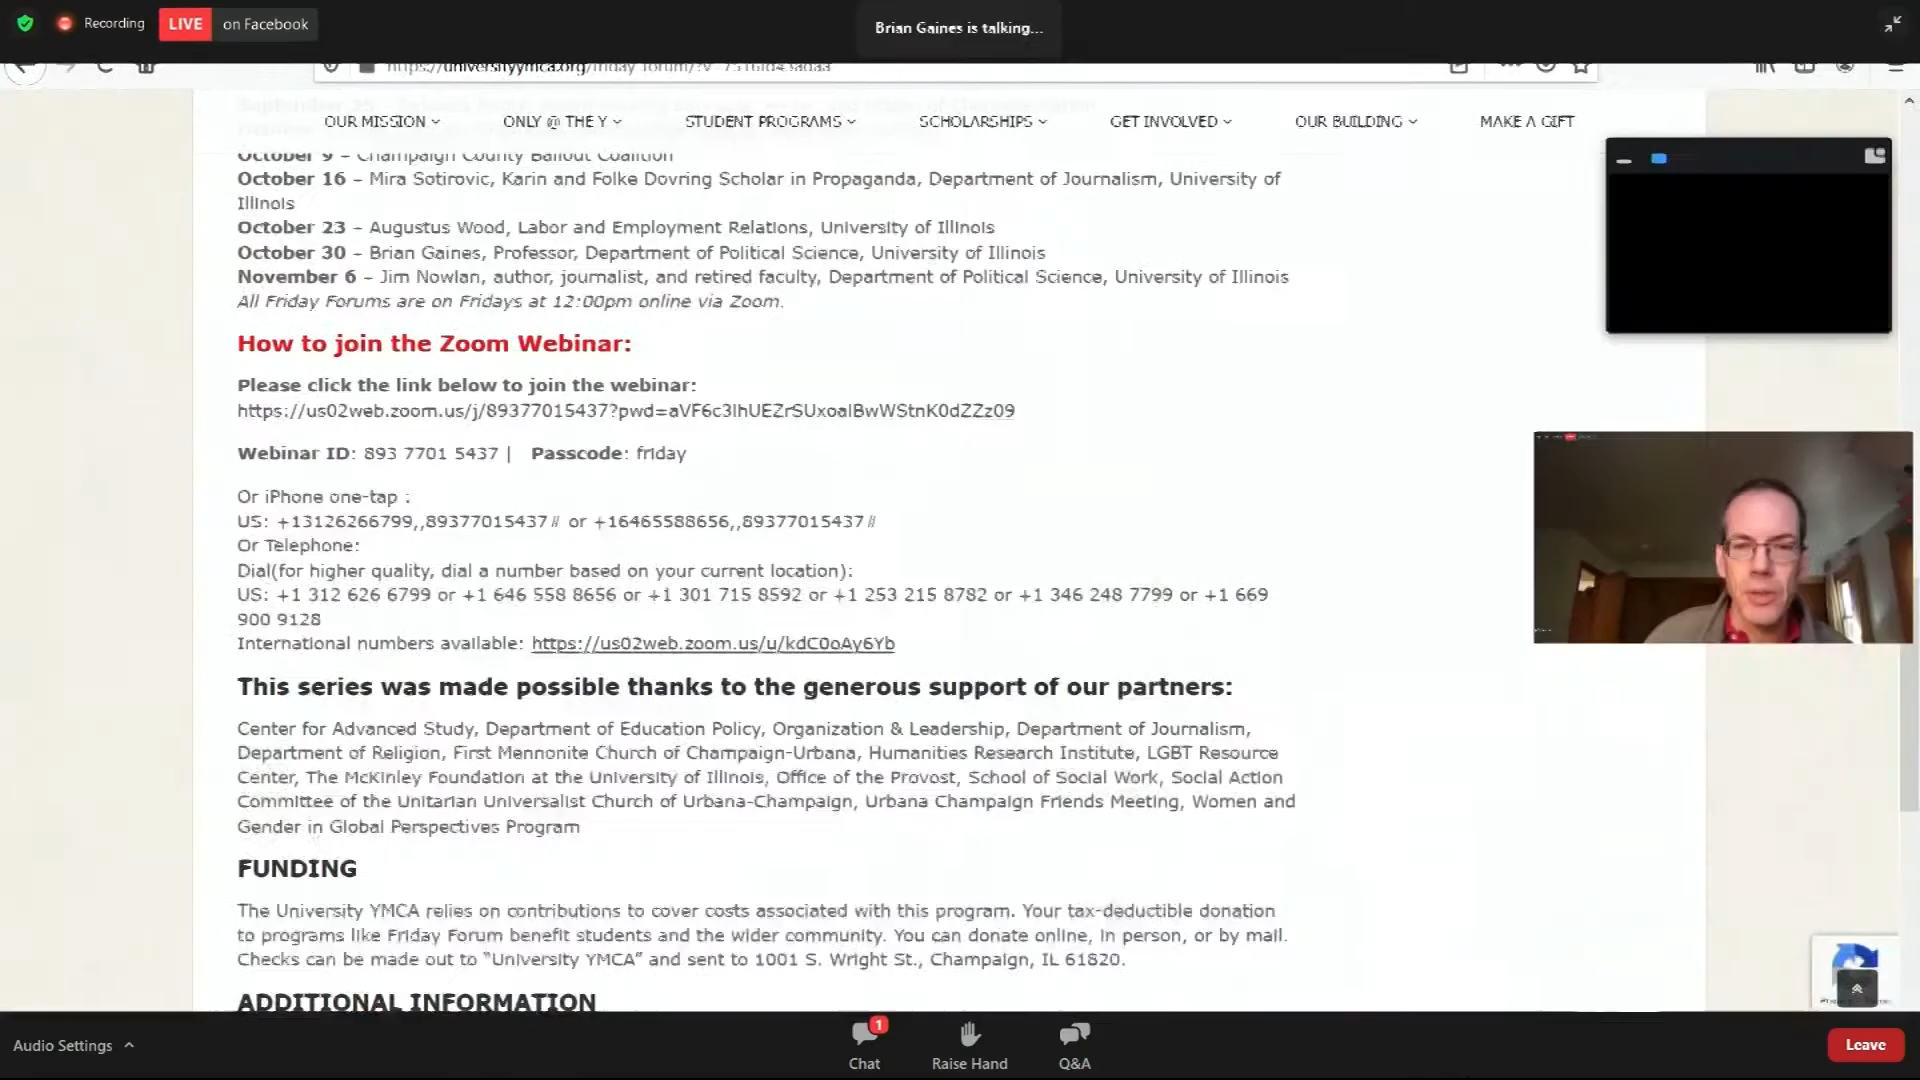 Recording
LIVE on Facebook
Brian Gaines is talking...
OUR MISSION
ONLY @ THE Y
STUDENT PROGRAMS
SCHOLARSHIPS
GET INVOLVED
OUR BUILDING
MAKE A GIFT
October 9 – Champaign County Bailout Coalition
October 16 – Mira Sotirovic, Karin and Folke Dovring Scholar in Propaganda, Department of Journalism, University of
Illinois
October 23 – Augustus Wood, Labor and Employment Relations, University of Illinois
October 30 – Brian Gaines, Professor, Department of Political Science, University of Illinois
November 6 – Jim Nowlan, author, journalist, and retired faculty, Department of Political Science, University of Illinois
All Friday Forums are on Fridays at 12:00pm online via Zoom.
How to join the Zoom Webinar:
Please click the link below to join the webinar:
https://us02web.zoom.us/j/89377015437?pwd=aVF6c3lhUEZrSUxoalBwWStnK0dZZz09
Webinar ID: 893 7701 5437 | Passcode: friday
Or iPhone one-tap :
US: +13126266799,,89377015437# or +16465588656,,89377015437#
Or Telephone:
Dial(for higher quality, dial a number based on your current location):
US: +1 312 626 6799 or +1 646 558 8656 or +1 301 715 8592 or +1 253 215 8782 or +1 346 248 7799 or +1 669
900 9128
International numbers available: https://us02web.zoom.us/u/kdC0oAy6Yb
This series was made possible thanks to the generous support of our partners:
Center for Advanced Study, Department of Education Policy, Organization & Leadership, Department of Journalism,
Department of Religion, First Mennonite Church of Champaign-Urbana, Humanities Research Institute, LGBT Resource
Center, The McKinley Foundation at the University of Illinois, Office of the Provost, School of Social Work, Social Action
Committee of the Unitarian Universalist Church of Urbana-Champaign, Urbana Champaign Friends Meeting, Women and
Gender in Global Perspectives Program
FUNDING
The University YMCA relies on contributions to cover costs associated with this program. Your tax-deductible donation
to programs like Friday Forum benefit students and the wider community. You can donate online, in person, or by mail.
Checks can be made out to "University YMCA" and sent to 1001 S. Wright St., Champaign, IL 61820.
ADDITIONAL INFORMATION
Audio Settings
1
Chat
Raise Hand
Q&A
Leave